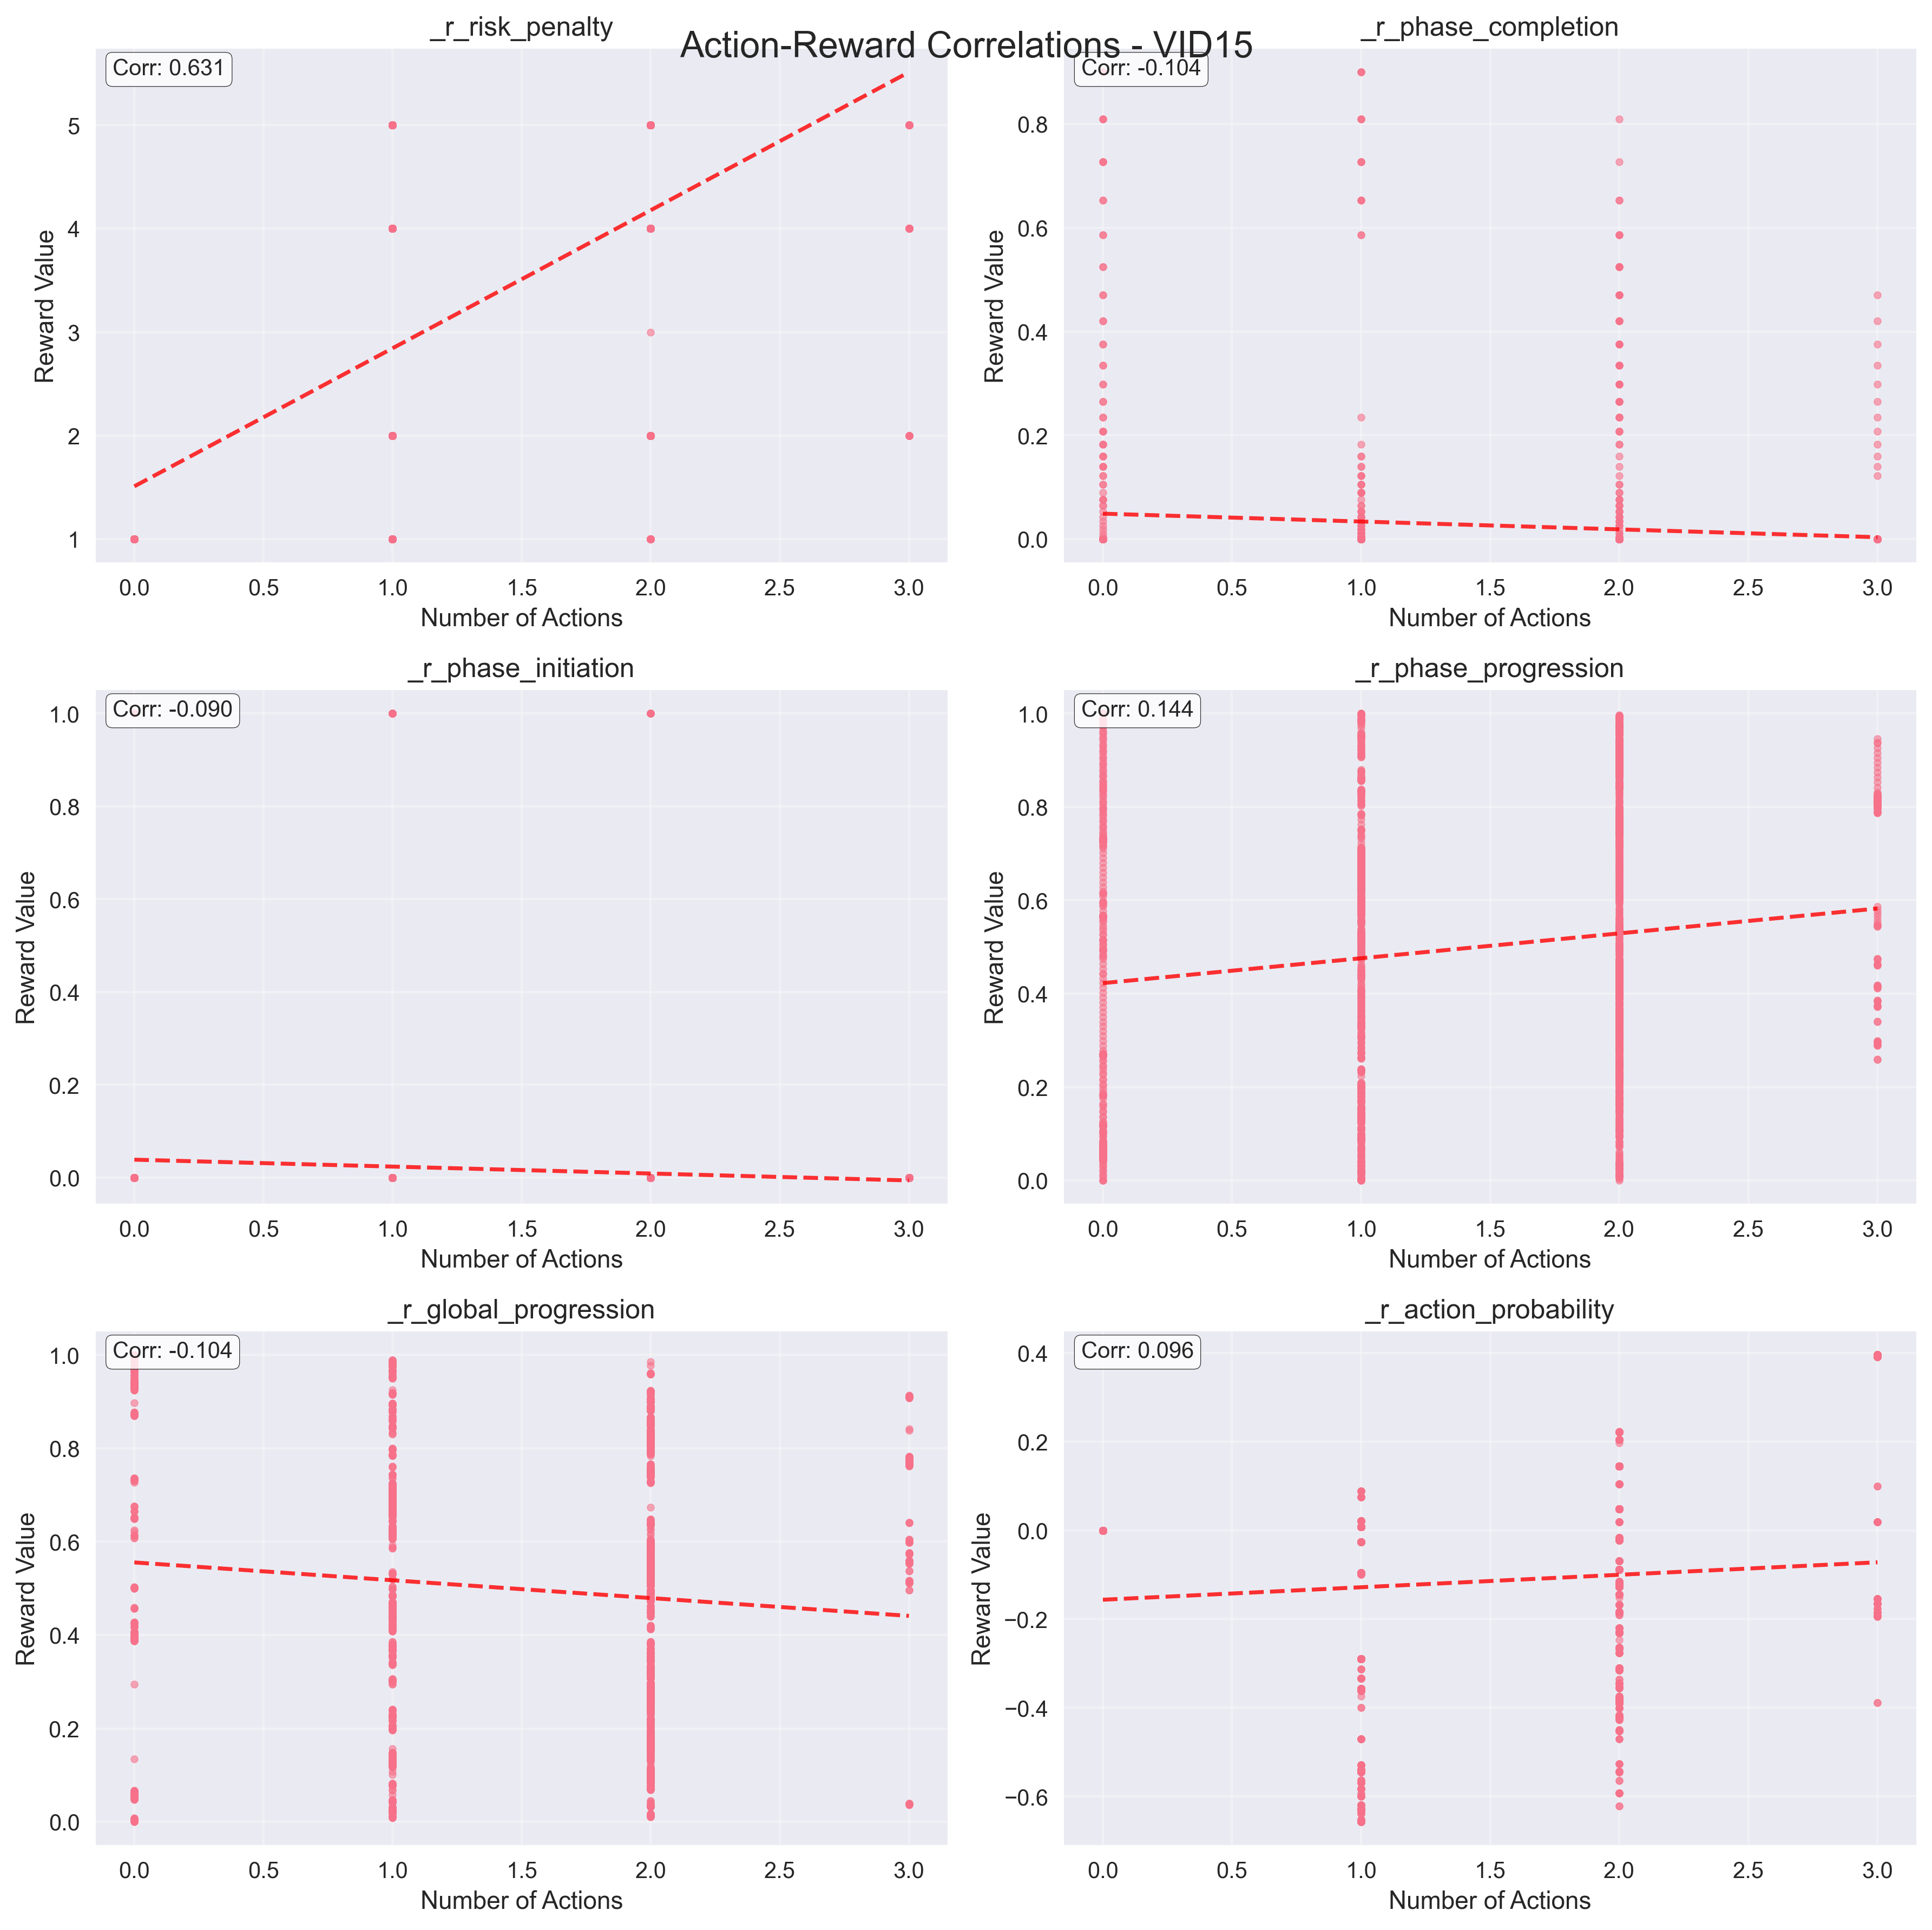 Action-Reward Correlations - VID15
_r_risk_penalty
Corr: 0.631
Reward Value
5
4
3
2
1
0.0 0.5 1.0 1.5 2.0 2.5 3.0
Number of Actions
_r_phase_completion
Corr: -0.104
Reward Value
0.8
0.6
0.4
0.2
0.0
0.0 0.5 1.0 1.5 2.0 2.5 3.0
Number of Actions
_r_phase_initiation
Corr: -0.090
Reward Value
1.0
0.8
0.6
0.4
0.2
0.0
0.0 0.5 1.0 1.5 2.0 2.5 3.0
Number of Actions
_r_phase_progression
Corr: 0.144
Reward Value
1.0
0.8
0.6
0.4
0.2
0.0
0.0 0.5 1.0 1.5 2.0 2.5 3.0
Number of Actions
_r_global_progression
Corr: -0.104
Reward Value
1.0
0.8
0.6
0.4
0.2
0.0
0.0 0.5 1.0 1.5 2.0 2.5 3.0
Number of Actions
_r_action_probability
Corr: 0.096
Reward Value
0.4
0.2
0.0
−0.2
−0.4
−0.6
0.0 0.5 1.0 1.5 2.0 2.5 3.0
Number of Actions